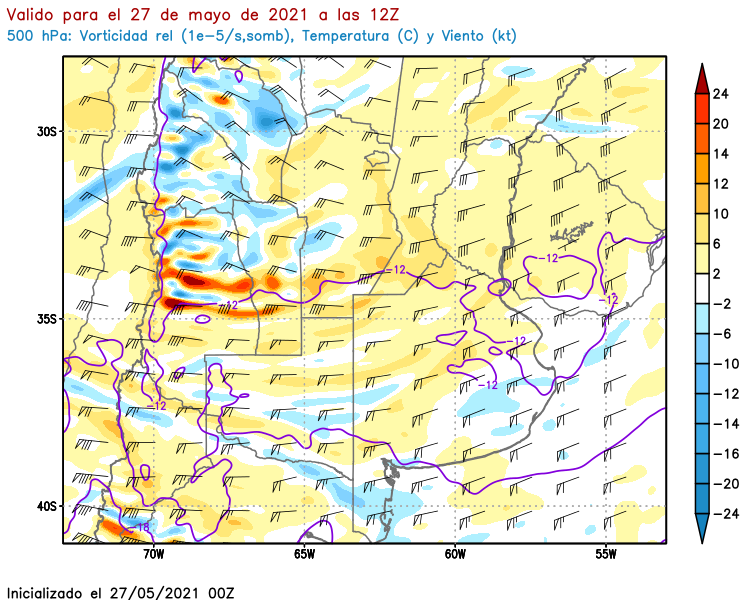 Valido para el 27 de mayo de 2021 a las 12Z
500 hPa: Vorticidad rel (1e−5/s,somb), Temperatura (C) y Viento (kt)
24
20
16
14
12
10
6
2
−2
−6
−10
−12
−14
−16
−20
−24
30S
35S
40S
−12
−12
−12
−12
−12
−12
−12
−18
70W
65W
60W
55W
Inicializado el 27/05/2021 00Z